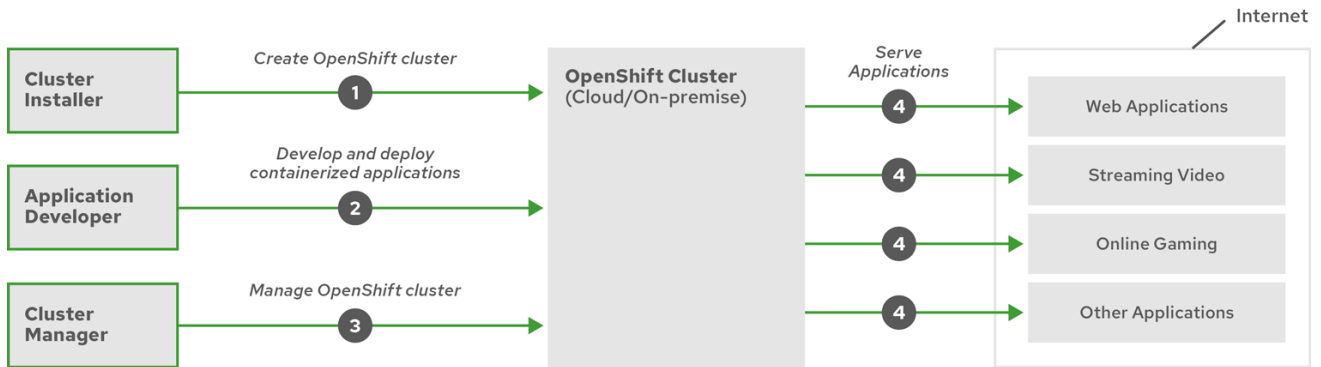 Internet
Cluster
Installer
Create OpenShift cluster
1
OpenShift Cluster
(Cloud/On-premise)
Serve
Applications
4
Web Applications
Application
Developer
Develop and deploy
containerized applications
2
4
Streaming Video
4
Online Gaming
Cluster
Manager
Manage OpenShift cluster
3
4
Other Applications